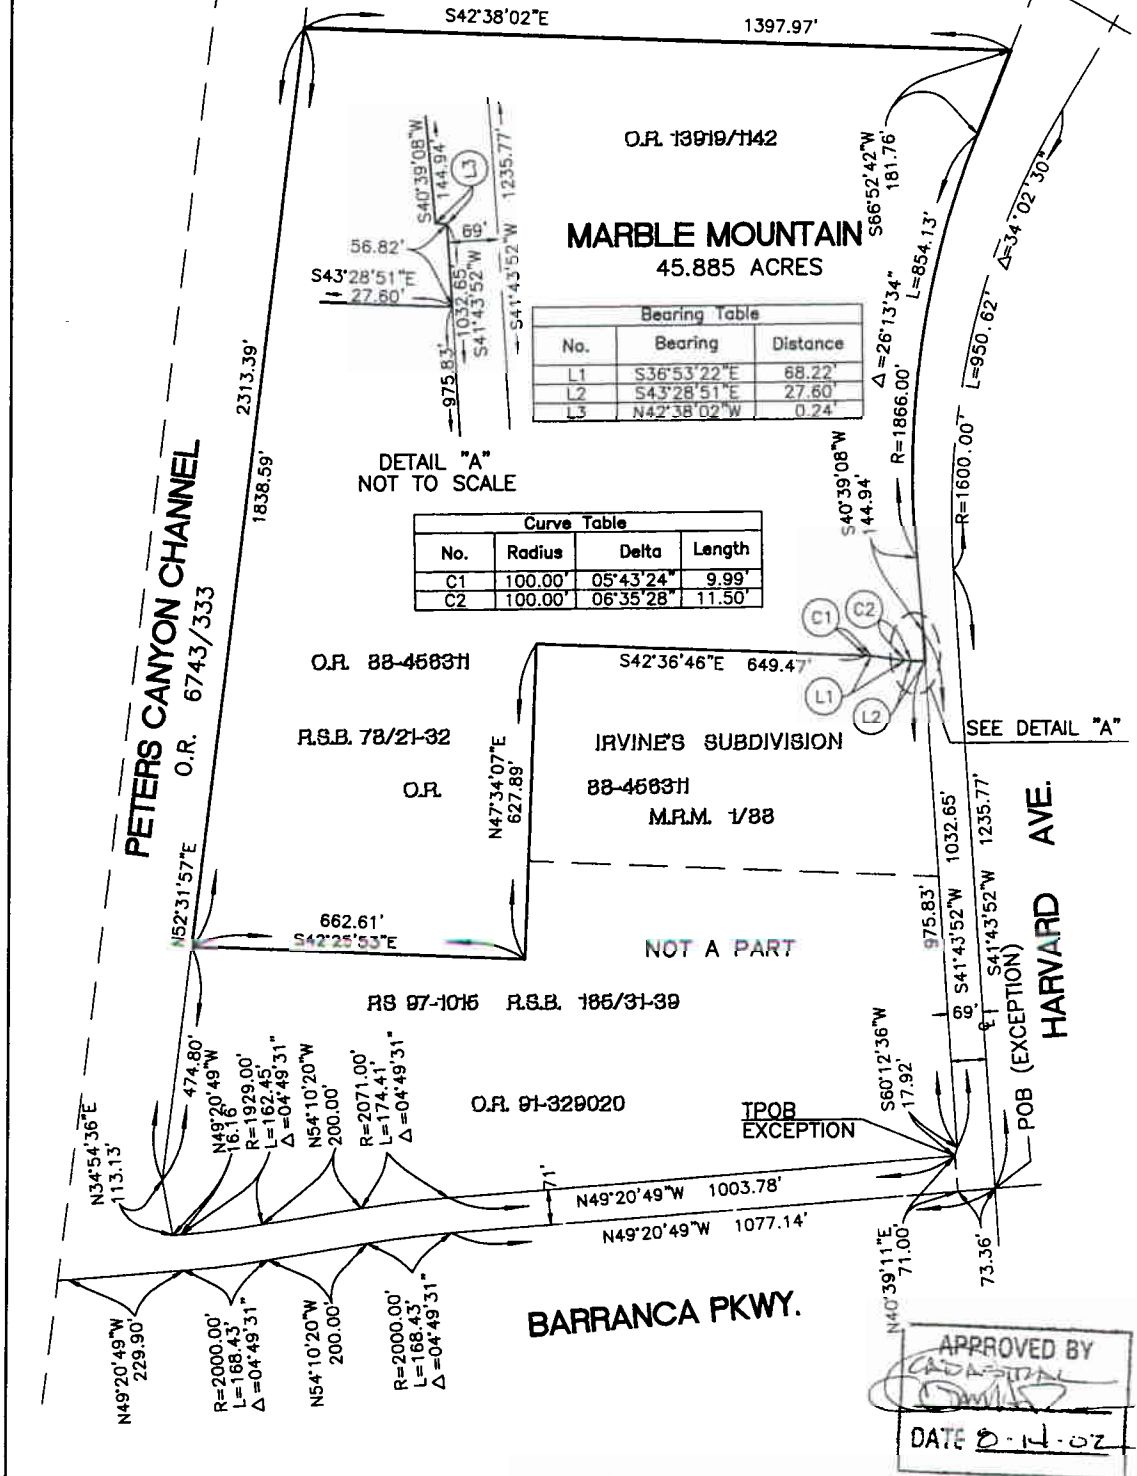 S42°38'02"E
1397.97'
O.R. 13919/1142
MARBLE MOUNTAIN
45.885 ACRES
S66°52'42"W
181.76'
L=854.13'
Δ=26°13'34"
R=1866.00'
Δ=34°02'30"
L=950.62'
R=1600.00'
S40°39'08"W
144.94'
L3
1235.77'
56.82'
69'
S43°28'51"E
27.60'
1032.65'
S41°43'52"W
S41°43'52"W
975.83'
DETAIL "A"
NOT TO SCALE
Bearing Table
No. Bearing Distance
L1 S36°53'22"E 68.22'
L2 S43°28'51"E 27.60'
L3 N42°38'02"W 0.24'
Curve Table
No. Radius Delta Length
C1 100.00' 05°43'24" 9.99'
C2 100.00' 06°35'28" 11.50'
2313.39'
1838.59'
PETERS CANYON CHANNEL
O.R. 6743/333
S40°39'08"W
144.94'
C1
C2
L1
L2
O.R. 88-456311
S42°36'46"E 649.47'
R.S.B. 78/21-32
O.R.
IRVINE'S SUBDIVISION
88-456311
M.R.M. 1/88
SEE DETAIL "A"
N47°34'07"E
627.89'
N52°31'57"E
662.61'
S42°25'53"E
NOT A PART
1032.65'
975.83'
S41°43'52"W
1235.77'
S41°43'52"W
HARVARD AVE.
69'
POB (EXCEPTION)
RS 97-1015 R.S.B. 165/31-39
O.R. 91-329020
TPOB
EXCEPTION
S60°12'36"W
17.92'
474.80'
N34°54'36"E
113.13'
N49°20'49"W
16.16'
R=1929.00'
L=162.45'
Δ=04°49'31"
N54°10'20"W
200.00'
R=2071.00'
L=174.41'
Δ=04°49'31"
71'
N49°20'49"W 1003.78'
N49°20'49"W 1077.14'
N40°39'11"E
71.00'
73.36'
N49°20'49"W
229.90'
R=2000.00'
L=168.43'
Δ=04°49'31"
N54°10'20"W
200.00'
R=2000.00'
L=168.43'
Δ=04°49'31"
BARRANCA PKWY.
APPROVED BY
CADASTRAL
DATE 8-14-02